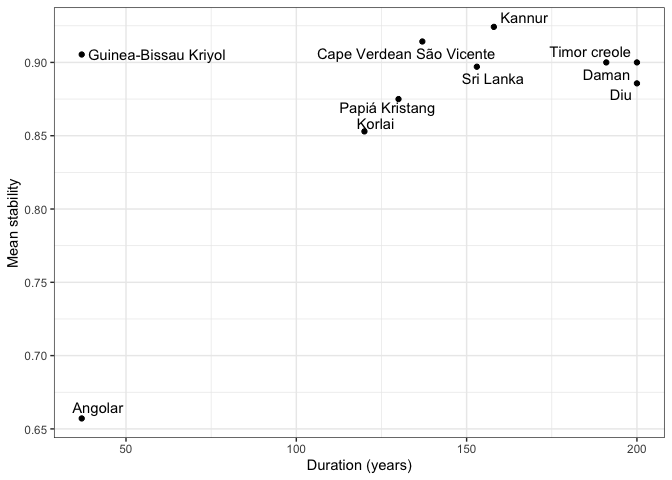 Kannur
Cape Verdean São Vicente
Timor creole
Guinea-Bissau Kriyol
Sri Lanka
Daman
Diu
Papiá Kristang
Korlai
Angolar
0.90
0.85
0.80
0.75
0.70
0.65
Mean stability
50
100
150
200
Duration (years)